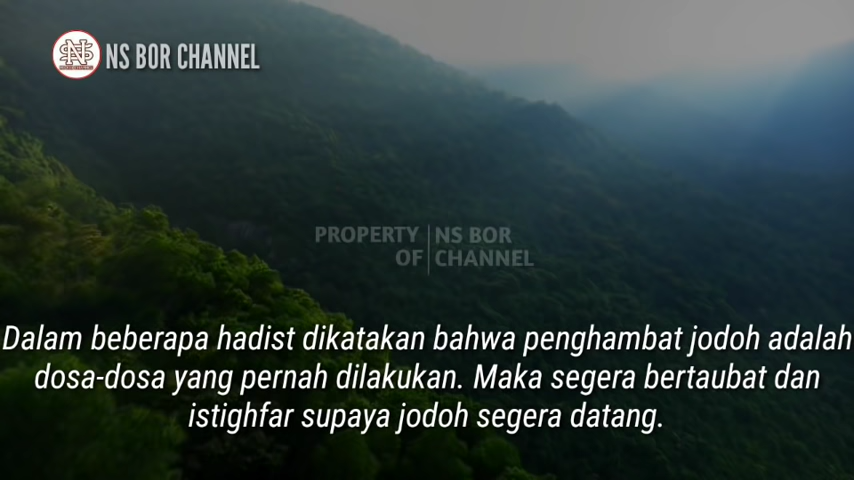 NS BOR CHANNEL
PROPERTY OF
NS BOR CHANNEL
Dalam beberapa hadist dikatakan bahwa penghambat jodoh adalah
dosa-dosa yang pernah dilakukan. Maka segera bertaubat dan
istighfar supaya jodoh segera datang.